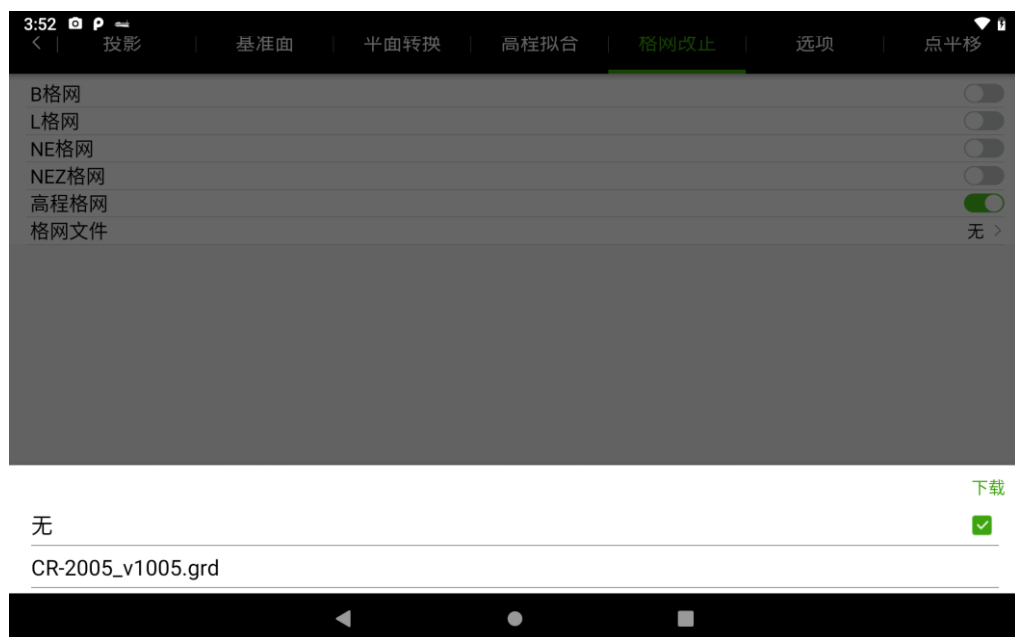 3:52
投影 基准面 平面转换 高程拟合 格网改正 选项 点平移
B格网
L格网
NE格网
NEZ格网
高程格网
格网文件 无
下载
无
CR-2005_v1005.grd